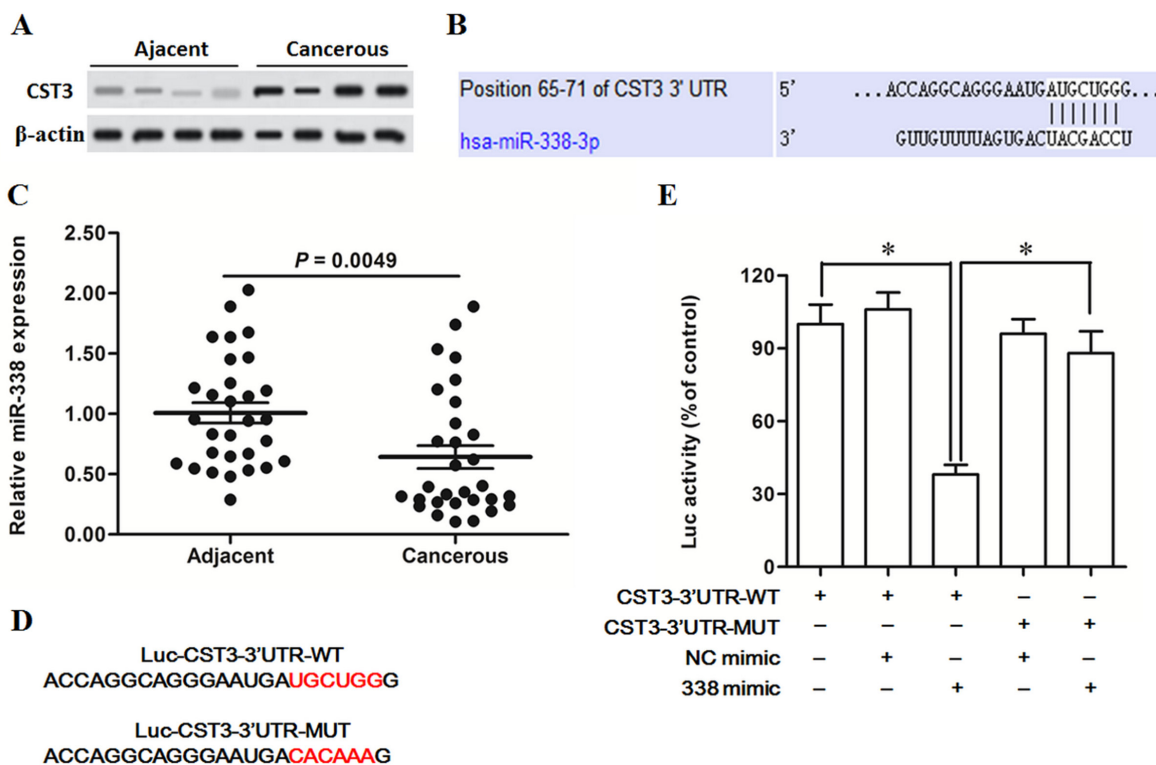 A
Ajacent Cancerous
CST3
β-actin
B
Position 65-71 of CST3 3' UTR 5' ...ACCAGGCAGGGAAUGAUGCUGGG...
hsa-miR-338-3p 3' GUUGUUUUAGUGACUACGACCU
C
Relative miR-338 expression
2.50
2.00
1.50
1.00
0.50
0.00
P = 0.0049
Adjacent Cancerous
D
Luc-CST3-3'UTR-WT
ACCAGGCAGGGAAUGAUGCUGGG
Luc-CST3-3'UTR-MUT
ACCAGGCAGGGAAUGACACAAAG
E
Luc activity (% of control)
120
90
60
30
0
* *
CST3-3'UTR-WT + + + – –
CST3-3'UTR-MUT – – – + +
NC mimic – + – + –
338 mimic – – + – +